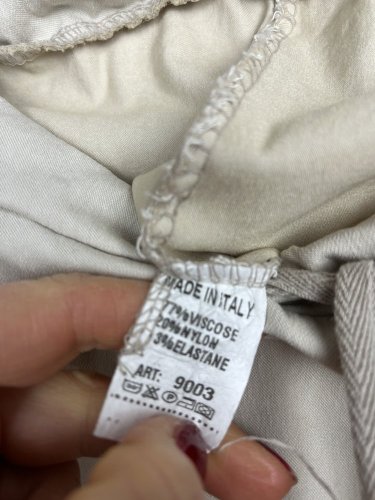 MADE IN ITALY
77%VISCOSE
20%NYLON
3%ELASTANE
ART: 9003